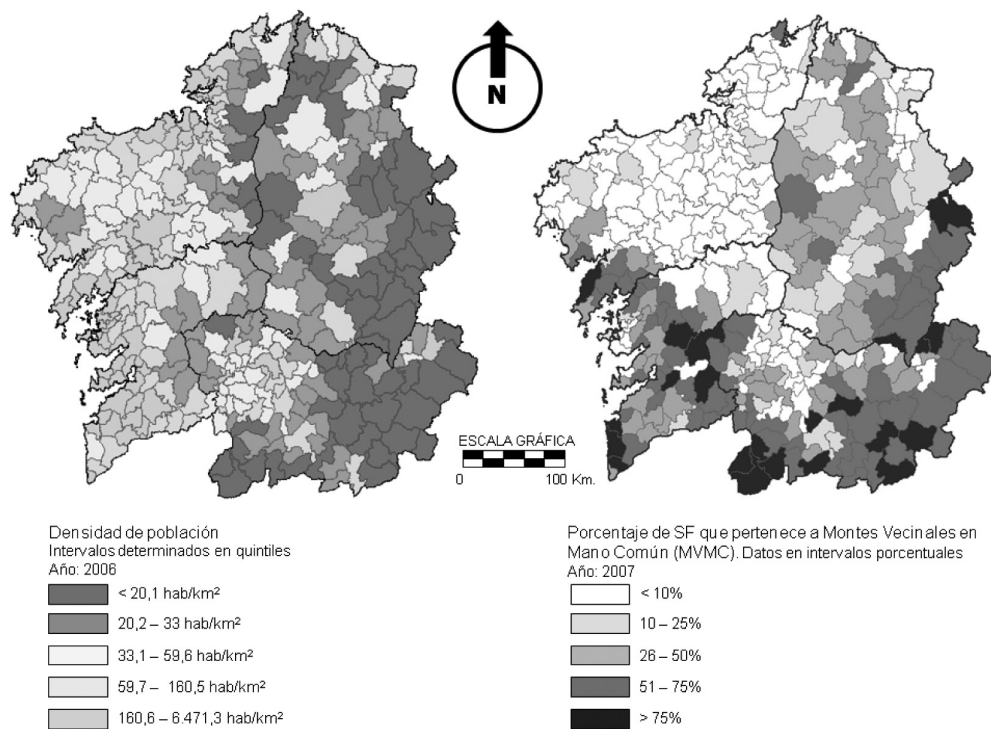 N
ESCALA GRÁFICA
0 100 Km.
Densidad de población
Intervalos determinados en quintiles
Año: 2006
< 20,1 hab/km²
20,2 – 33 hab/km²
33,1 – 59,6 hab/km²
59,7 – 160,5 hab/km²
160,6 – 6.471,3 hab/km²
Porcentaje de SF que pertenece a Montes Vecinales en
Mano Común (MVMC). Datos en intervalos porcentuales
Año: 2007
< 10%
10 – 25%
26 – 50%
51 – 75%
> 75%